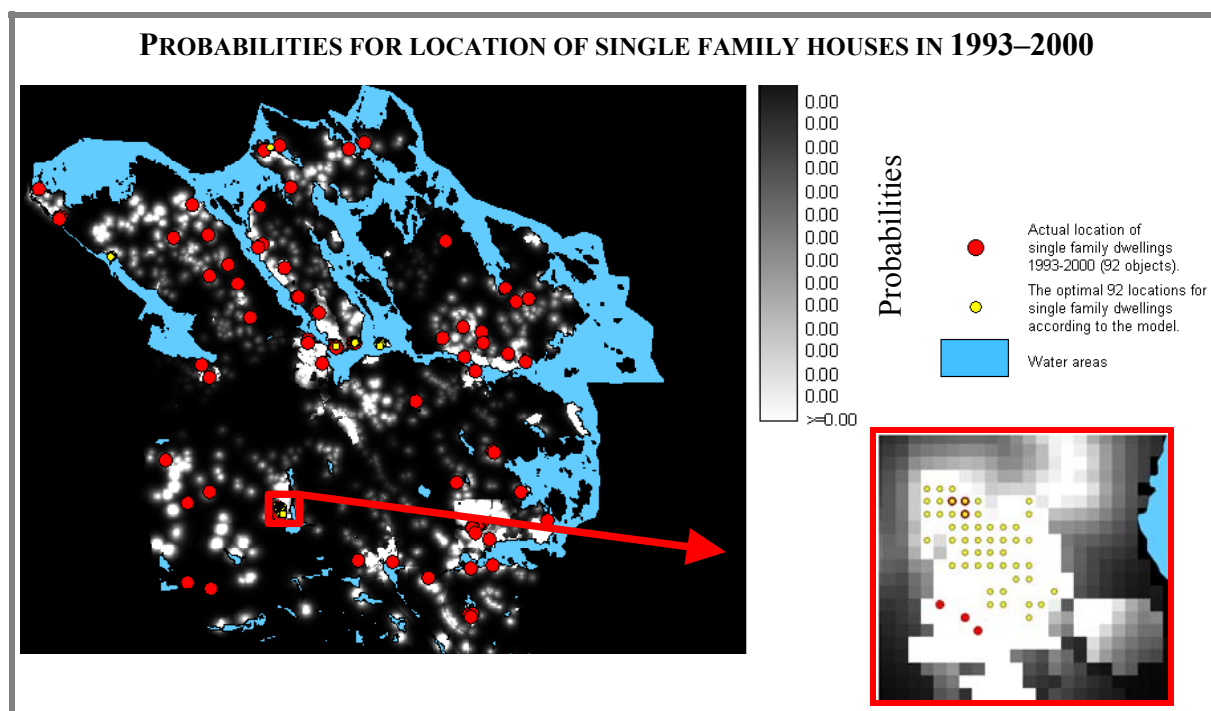 PROBABILITIES FOR LOCATION OF SINGLE FAMILY HOUSES IN 1993–2000
0.00
0.00
0.00
0.00
0.00
0.00
0.00
0.00
0.00
0.00
0.00
0.00
0.00
0.00
>=0.00
Probabilities
Actual location of
single family dwellings
1993-2000 (92 objects).
The optimal 92 locations for
single family dwellings
according to the model.
Water areas